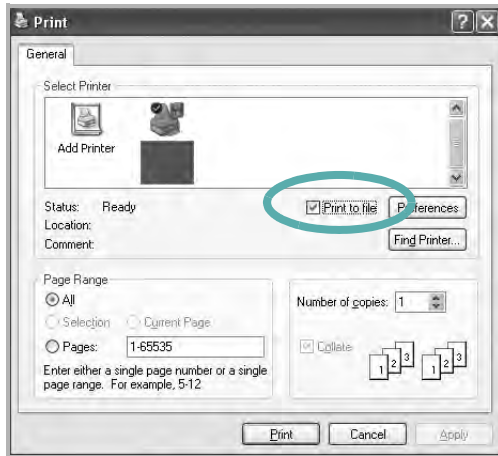 Print
General
Select Printer
Add Printer
Status: Ready
Print to file
Preferences
Location:
Comment:
Find Printer...
Page Range
All
Selection Current Page
Pages: 1-65535
Enter either a single page number or a single
page range. For example, 5-12
Number of copies: 1
Collate
1 2 3 1 2 3
Print Cancel Apply